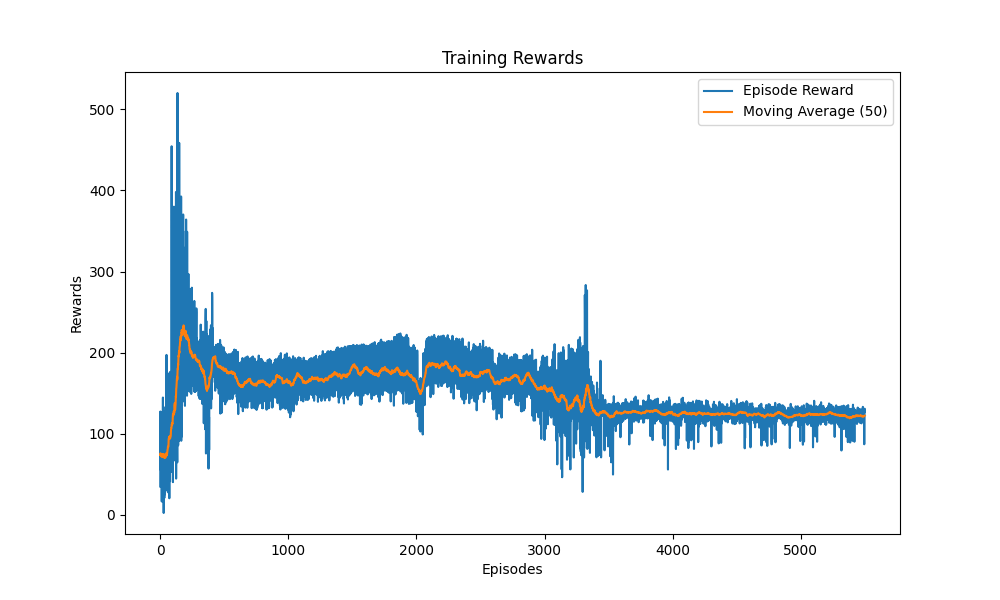 Training Rewards
Episode Reward
Moving Average (50)
500
400
300
200
100
0
Rewards
0 1000 2000 3000 4000 5000
Episodes